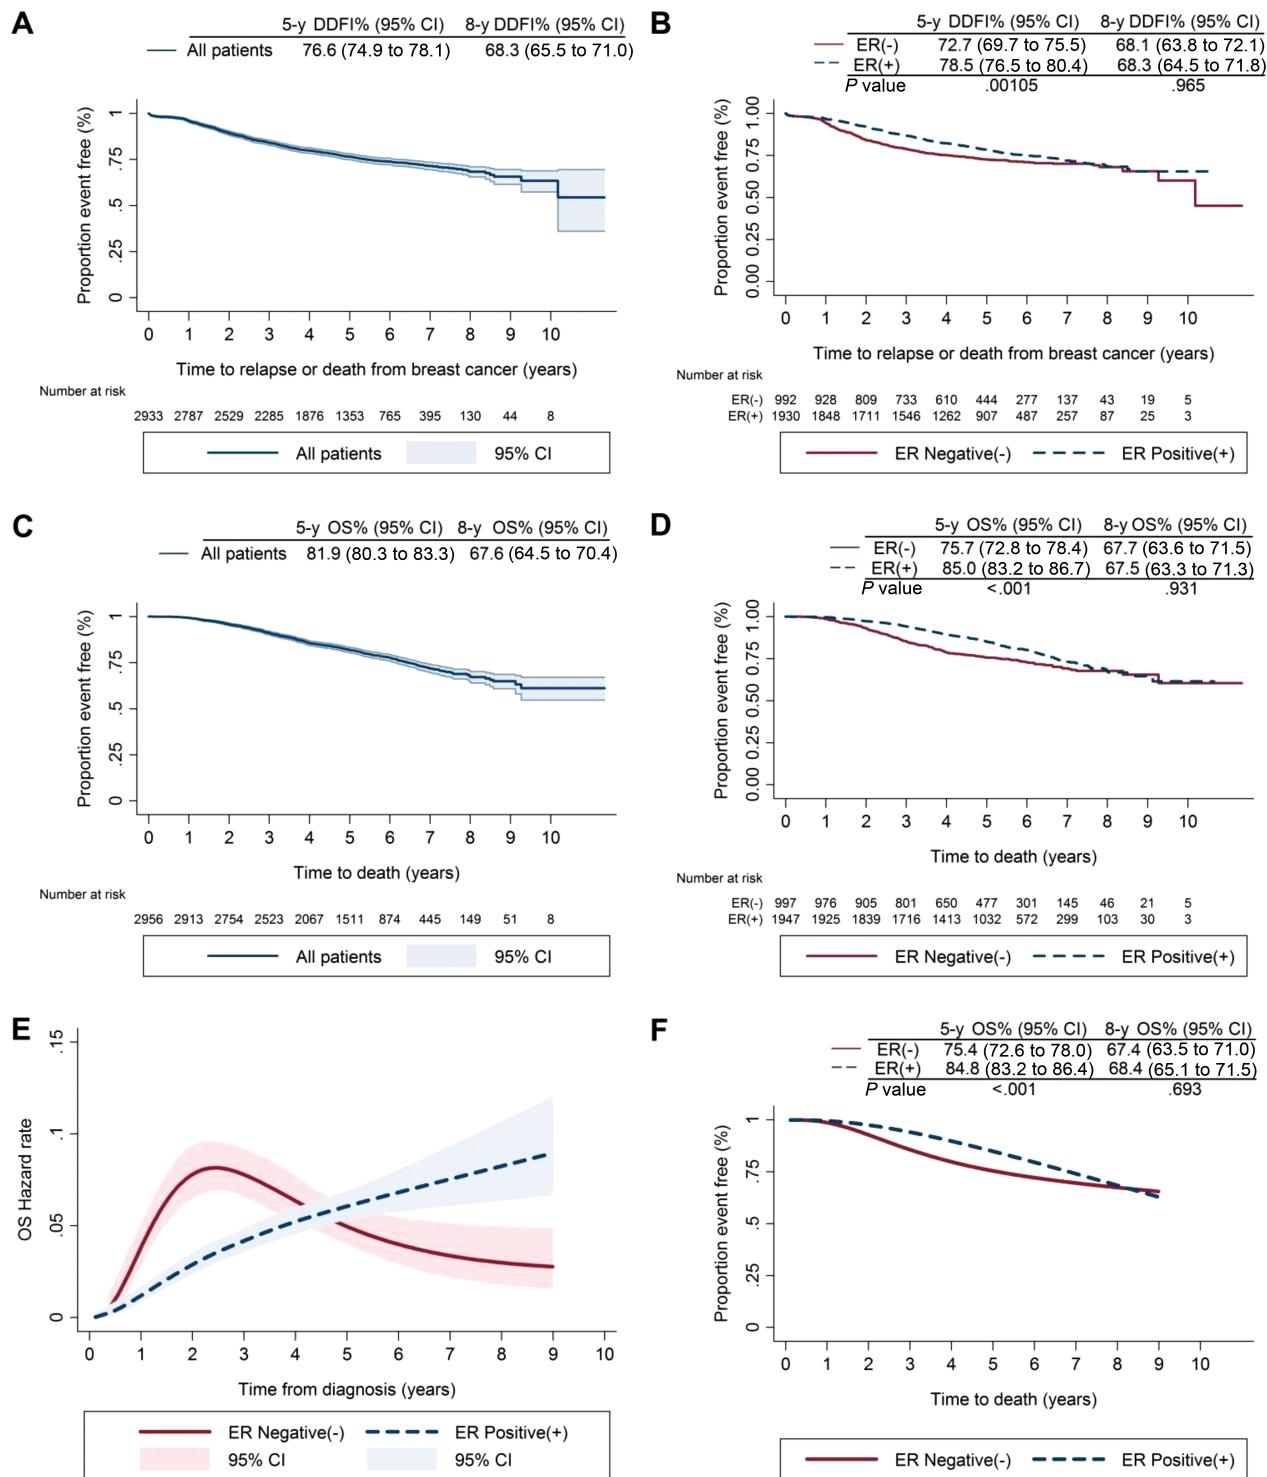 A
5-y DDFI% (95% CI) 8-y DDFI% (95% CI)
All patients 76.6 (74.9 to 78.1) 68.3 (65.5 to 71.0)
Proportion event free (%)
1
.75
.5
.25
0
0 1 2 3 4 5 6 7 8 9 10
Time to relapse or death from breast cancer (years)
Number at risk
2933 2787 2529 2285 1876 1353 765 395 130 44 8
All patients 95% CI
B
5-y DDFI% (95% CI) 8-y DDFI% (95% CI)
ER(-) 72.7 (69.7 to 75.5) 68.1 (63.8 to 72.1)
ER(+) 78.5 (76.5 to 80.4) 68.3 (64.5 to 71.8)
P value .00105 .965
Proportion event free (%)
1.00
0.75
0.50
0.25
0.00
0 1 2 3 4 5 6 7 8 9 10
Time to relapse or death from breast cancer (years)
Number at risk
ER(-) 992 928 809 733 610 444 277 137 43 19 5
ER(+) 1930 1848 1711 1546 1262 907 487 257 87 25 3
ER Negative(-) ER Positive(+)
C
5-y OS% (95% CI) 8-y OS% (95% CI)
All patients 81.9 (80.3 to 83.3) 67.6 (64.5 to 70.4)
Proportion event free (%)
1
.75
.5
.25
0
0 1 2 3 4 5 6 7 8 9 10
Time to death (years)
Number at risk
2956 2913 2754 2523 2067 1511 874 445 149 51 8
All patients 95% CI
D
5-y OS% (95% CI) 8-y OS% (95% CI)
ER(-) 75.7 (72.8 to 78.4) 67.7 (63.6 to 71.5)
ER(+) 85.0 (83.2 to 86.7) 67.5 (63.3 to 71.3)
P value <.001 .931
Proportion event free (%)
1.00
0.75
0.50
0.25
0.00
0 1 2 3 4 5 6 7 8 9 10
Time to death (years)
Number at risk
ER(-) 997 976 905 801 650 477 301 145 46 21 5
ER(+) 1947 1925 1839 1716 1413 1032 572 299 103 30 3
ER Negative(-) ER Positive(+)
E
OS Hazard rate
.15
.1
.05
0
0 1 2 3 4 5 6 7 8 9 10
Time from diagnosis (years)
ER Negative(-) ER Positive(+)
95% CI 95% CI
F
5-y OS% (95% CI) 8-y OS% (95% CI)
ER(-) 75.4 (72.6 to 78.0) 67.4 (63.5 to 71.0)
ER(+) 84.8 (83.2 to 86.4) 68.4 (65.1 to 71.5)
P value <.001 .693
Proportion event free (%)
1
.75
.5
.25
0
0 1 2 3 4 5 6 7 8 9 10
Time to death (years)
ER Negative(-) ER Positive(+)